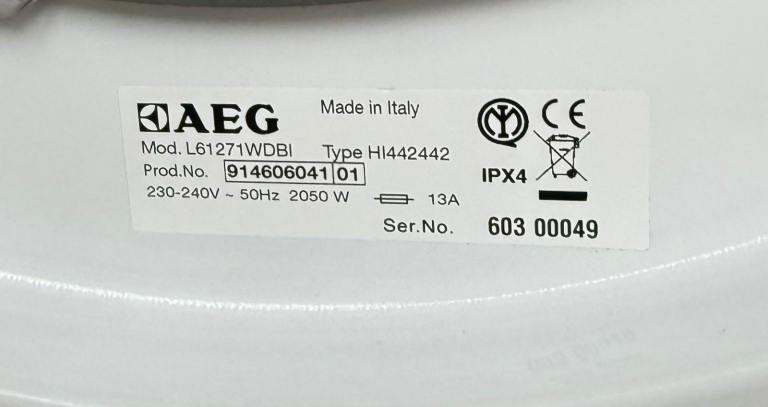 AEG
Made in Italy
Mod. L61271WDBI Type HI442442
Prod.No. 914606041 01
230-240V ~ 50Hz 2050 W 13A
Ser.No. 603 00049
CE
IPX4